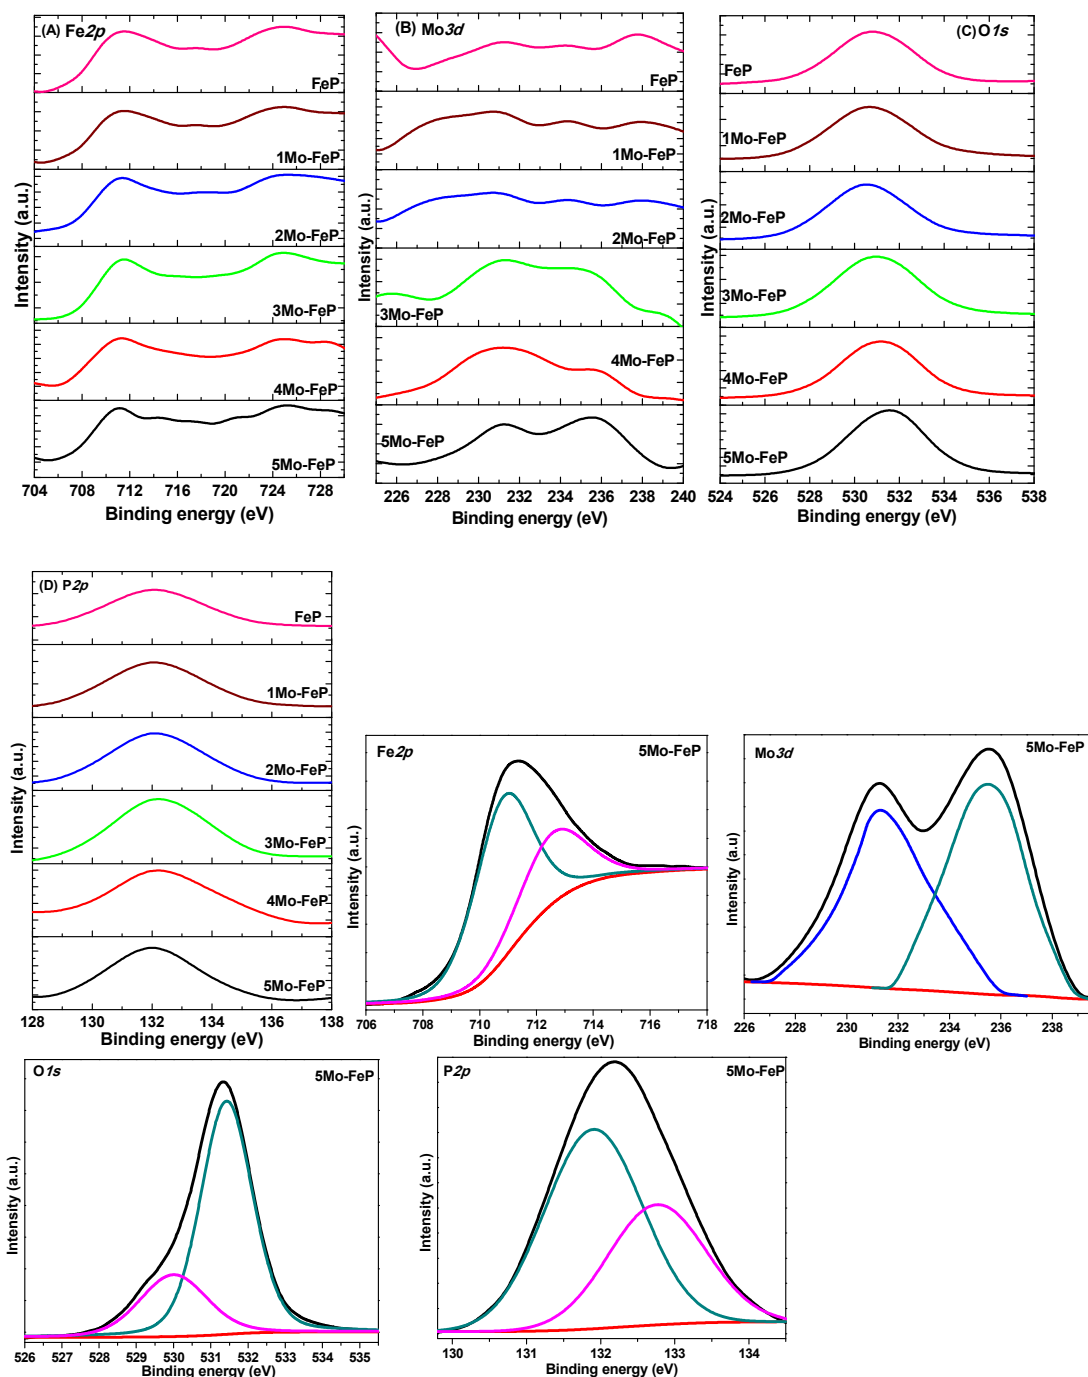 (A) Fe2p
FeP
1Mo-FeP
2Mo-FeP
3Mo-FeP
4Mo-FeP
5Mo-FeP
704 708 712 716 720 724 728
Binding energy (eV)
Intensity (a.u.)
(B) Mo3d
FeP
1Mo-FeP
2Mo-FeP
3Mo-FeP
4Mo-FeP
5Mo-FeP
226 228 230 232 234 236 238 240
Binding energy (eV)
Intensity (a.u.)
(C) O1s
FeP
1Mo-FeP
2Mo-FeP
3Mo-FeP
4Mo-FeP
5Mo-FeP
524 526 528 530 532 534 536 538
Binding energy (eV)
Intensity (a.u.)
(D) P2p
FeP
1Mo-FeP
2Mo-FeP
3Mo-FeP
4Mo-FeP
5Mo-FeP
128 130 132 134 136 138
Binding energy (eV)
Intensity (a.u.)
Fe2p
5Mo-FeP
706 708 710 712 714 716 718
Binding energy (eV)
Intensity (a.u.)
Mo3d
5Mo-FeP
226 228 230 232 234 236 238
Binding energy (eV)
Intensity (a.u)
O1s
5Mo-FeP
526 527 528 529 530 531 532 533 534 535
Binding energy (eV)
Intensity (a.u.)
P2p
5Mo-FeP
130 131 132 133 134
Binding energy (eV)
Intensity (a.u.)